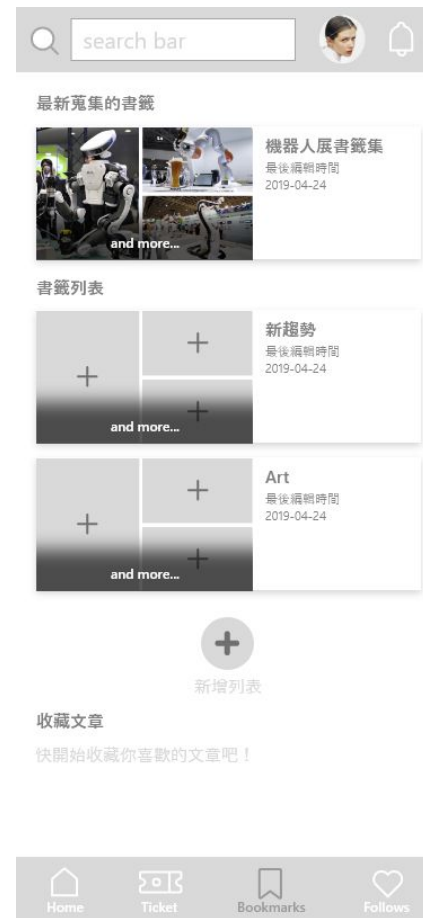 search bar
最新蒐集的書籤
機器人展書籤集
最後編輯時間
2019-04-24
and more...
書籤列表
新趨勢
最後編輯時間
2019-04-24
and more...
Art
最後編輯時間
2019-04-24
and more...
新增列表
收藏文章
快開始收藏你喜歡的文章吧！
Home Ticket Bookmarks Follows